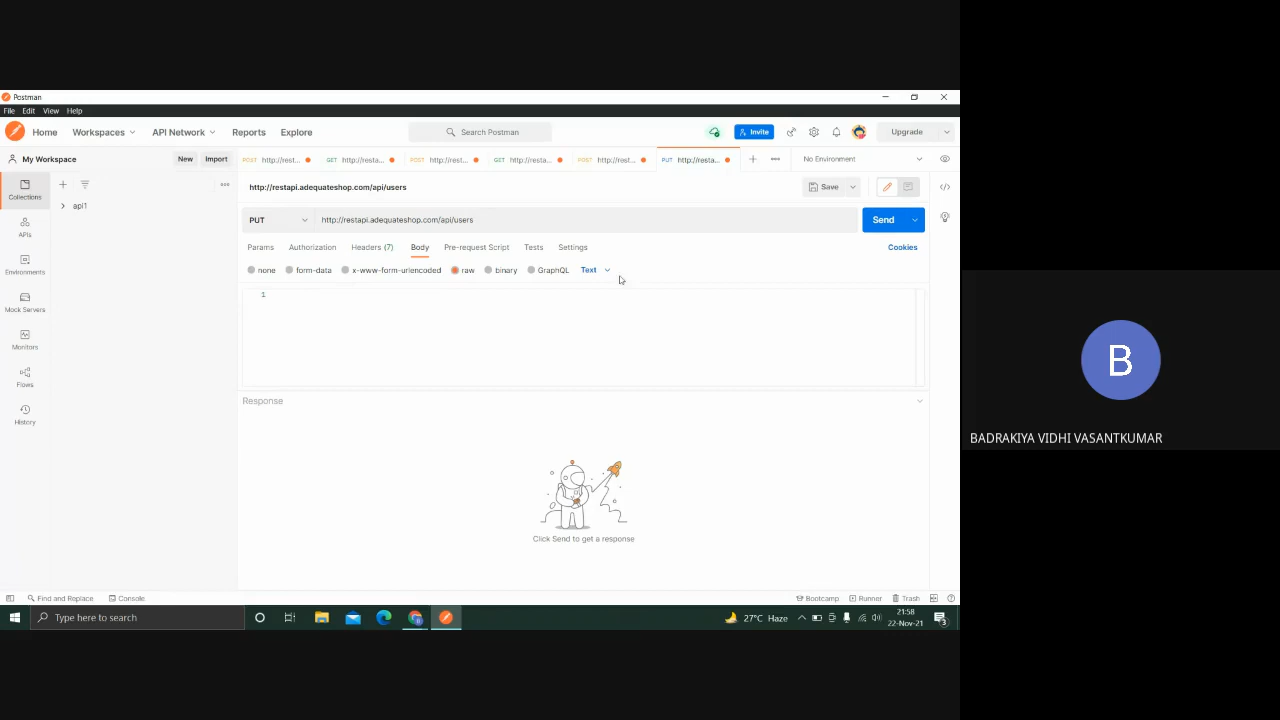 Postman
File Edit View Help
Home Workspaces API Network Reports Explore Search Postman Invite Upgrade
My Workspace New Import POST http://rest... GET http://resta... POST http://rest... GET http://resta... POST http://rest... PUT http://resta... No Environment
Collections
api1
APIs
Environments
Mock Servers
Monitors
Flows
History
http://restapi.adequateshop.com/api/users Save
PUT http://restapi.adequateshop.com/api/users Send
Params Authorization Headers (7) Body Pre-request Script Tests Settings Cookies
none form-data x-www-form-urlencoded raw binary GraphQL Text
1
Response
Click Send to get a response
Find and Replace Console Bootcamp Runner Trash
Type here to search 27°C Haze 21:58
22-Nov-21
3
B
BADRAKIYA VIDHI VASANTKUMAR